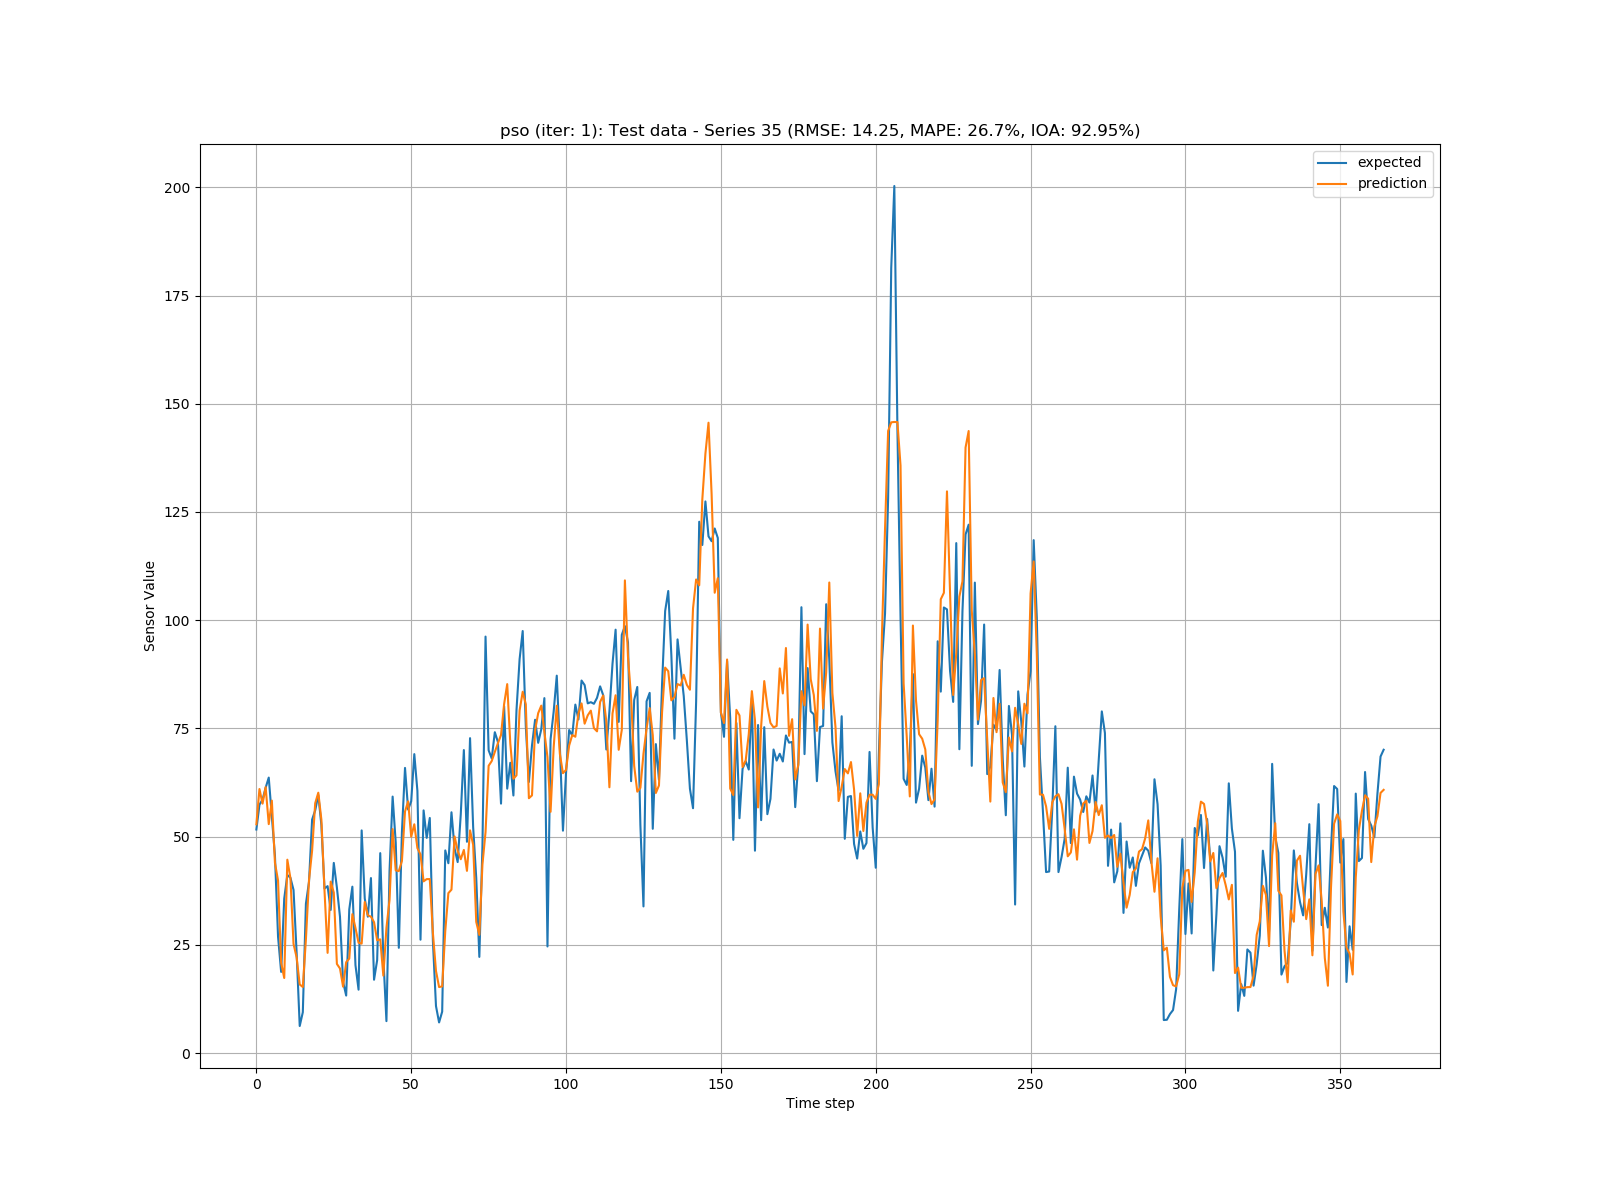 pso (iter: 1): Test data - Series 35 (RMSE: 14.25, MAPE: 26.7%, IOA: 92.95%)
expected
prediction
200
175
150
125
100
75
50
25
0
Sensor Value
0 50 100 150 200 250 300 350
Time step